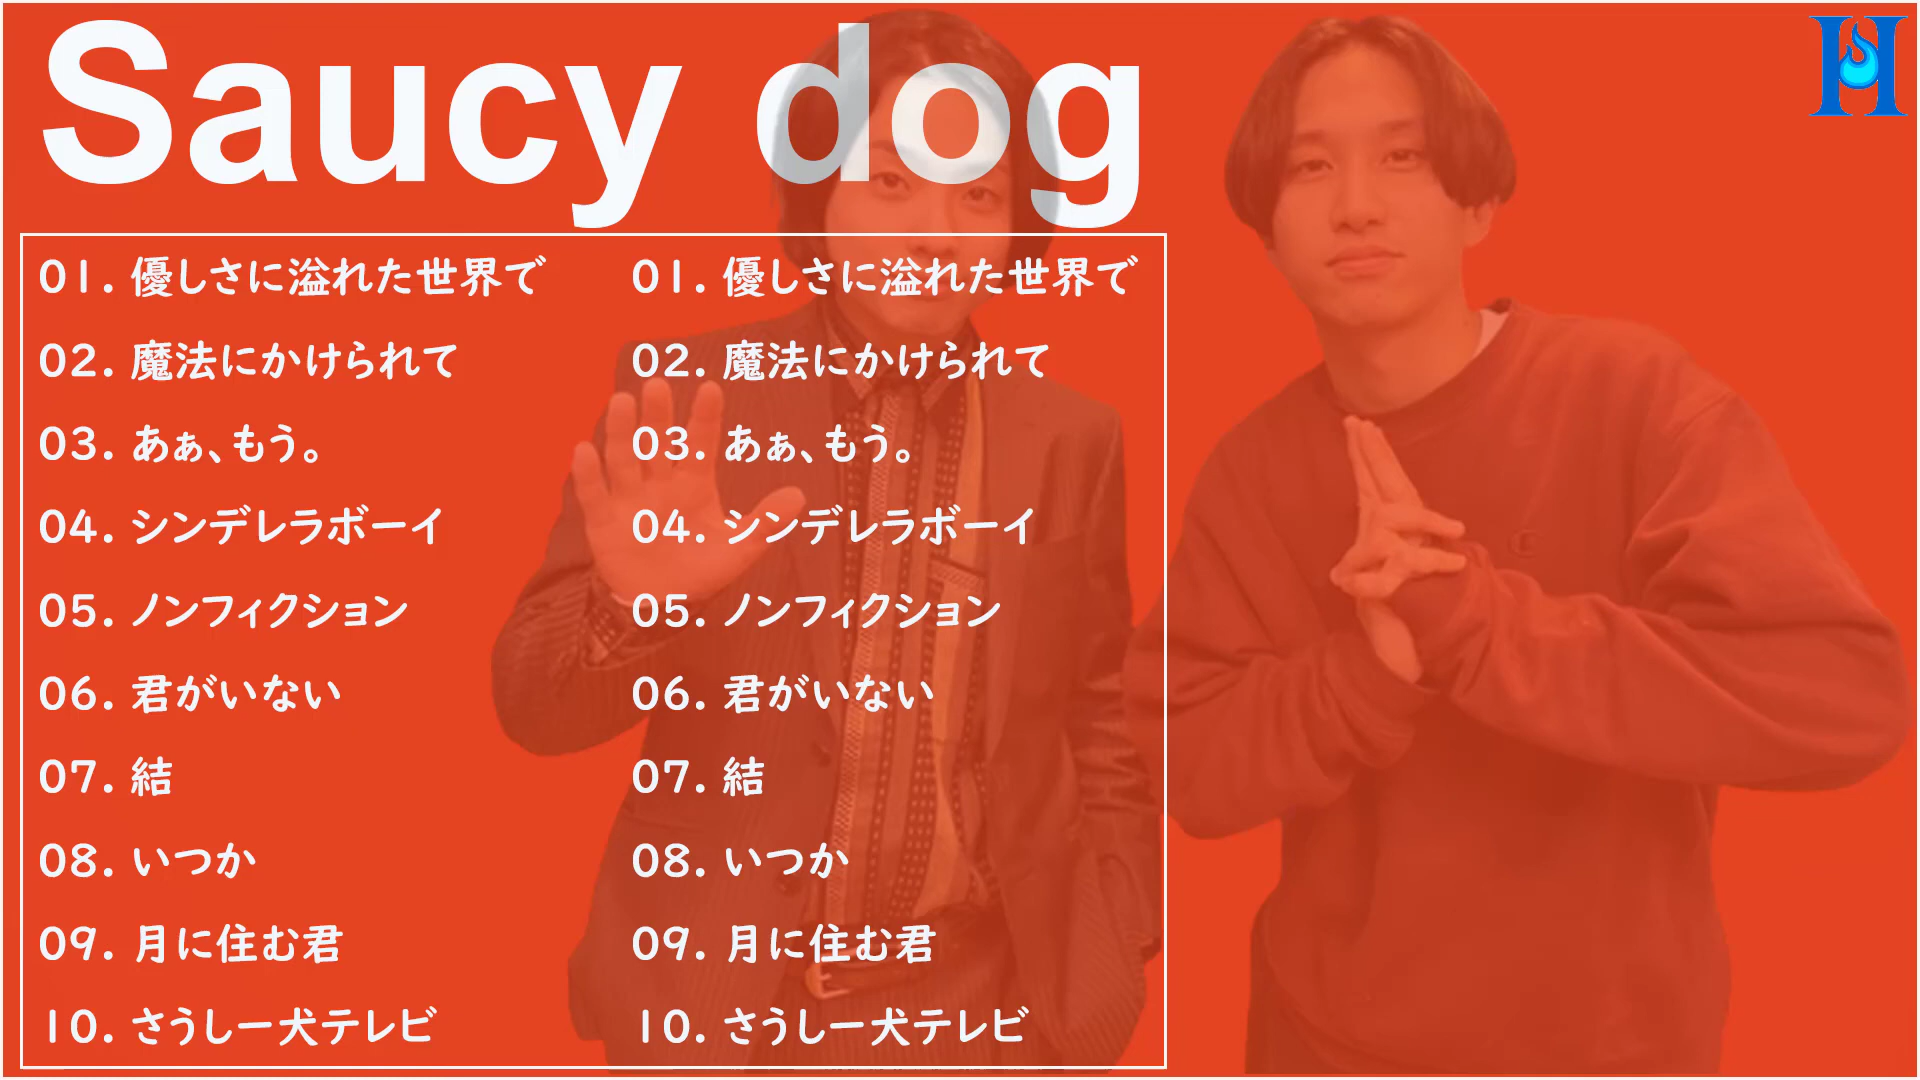 Saucy dog
H
01. 優しさに溢れた世界で
02. 魔法にかけられて
03. あぁ、もう。
04. シンデレラボーイ
05. ノンフィクション
06. 君がいない
07. 結
08. いつか
09. 月に住む君
10. さうしー犬テレビ
01. 優しさに溢れた世界で
02. 魔法にかけられて
03. あぁ、もう。
04. シンデレラボーイ
05. ノンフィクション
06. 君がいない
07. 結
08. いつか
09. 月に住む君
10. さうしー犬テレビ